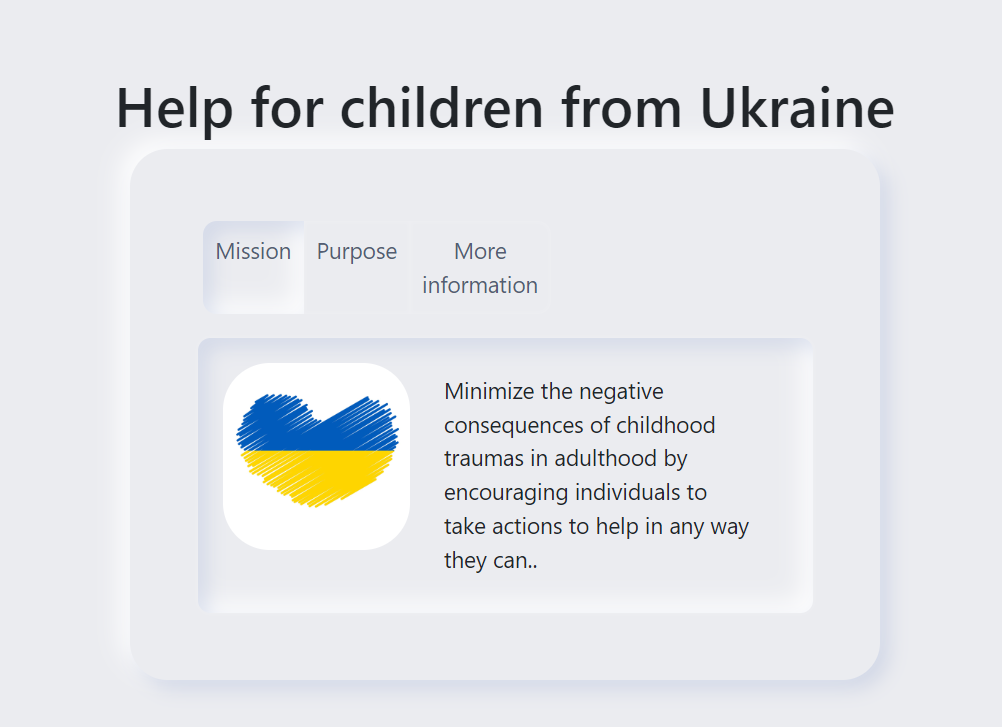 Help for children from Ukraine
Mission
Purpose
More
information
Minimize the negative
consequences of childhood
traumas in adulthood by
encouraging individuals to
take actions to help in any way
they can..